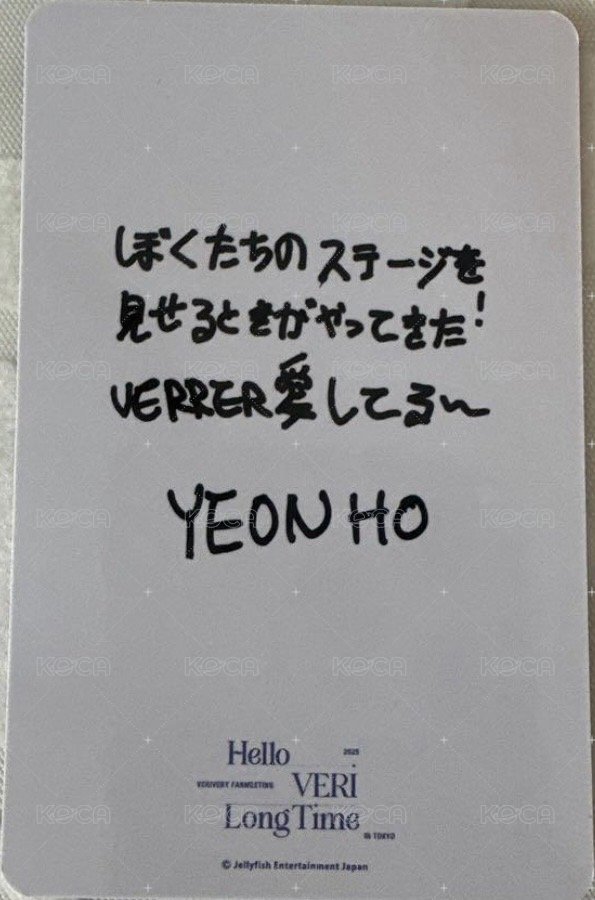 ぼくたちのステージを
見せるときがやってきた!
VERRER愛してる〜
YEONHO
Hello 2025
VERIVERY FANMEETING VERI
Long Time IN TOKYO
© Jellyfish Entertainment Japan
KOCA